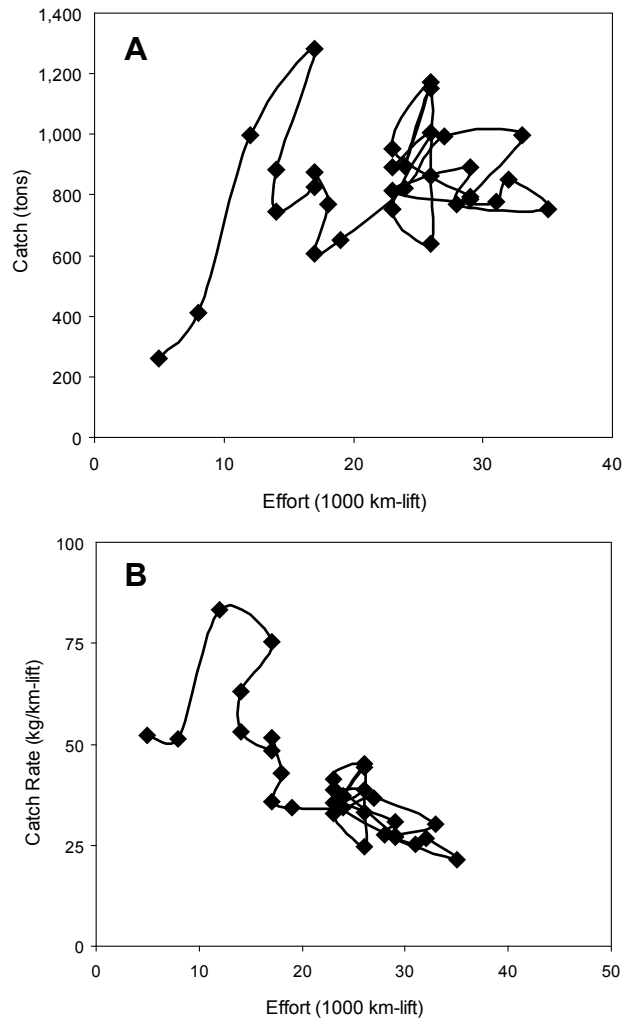 A
1,400
1,200
1,000
800
600
400
200
0
Catch (tons)
0 10 20 30 40
Effort (1000 km-lift)
B
100
75
50
25
0
Catch Rate (kg/km-lift)
0 10 20 30 40 50
Effort (1000 km-lift)